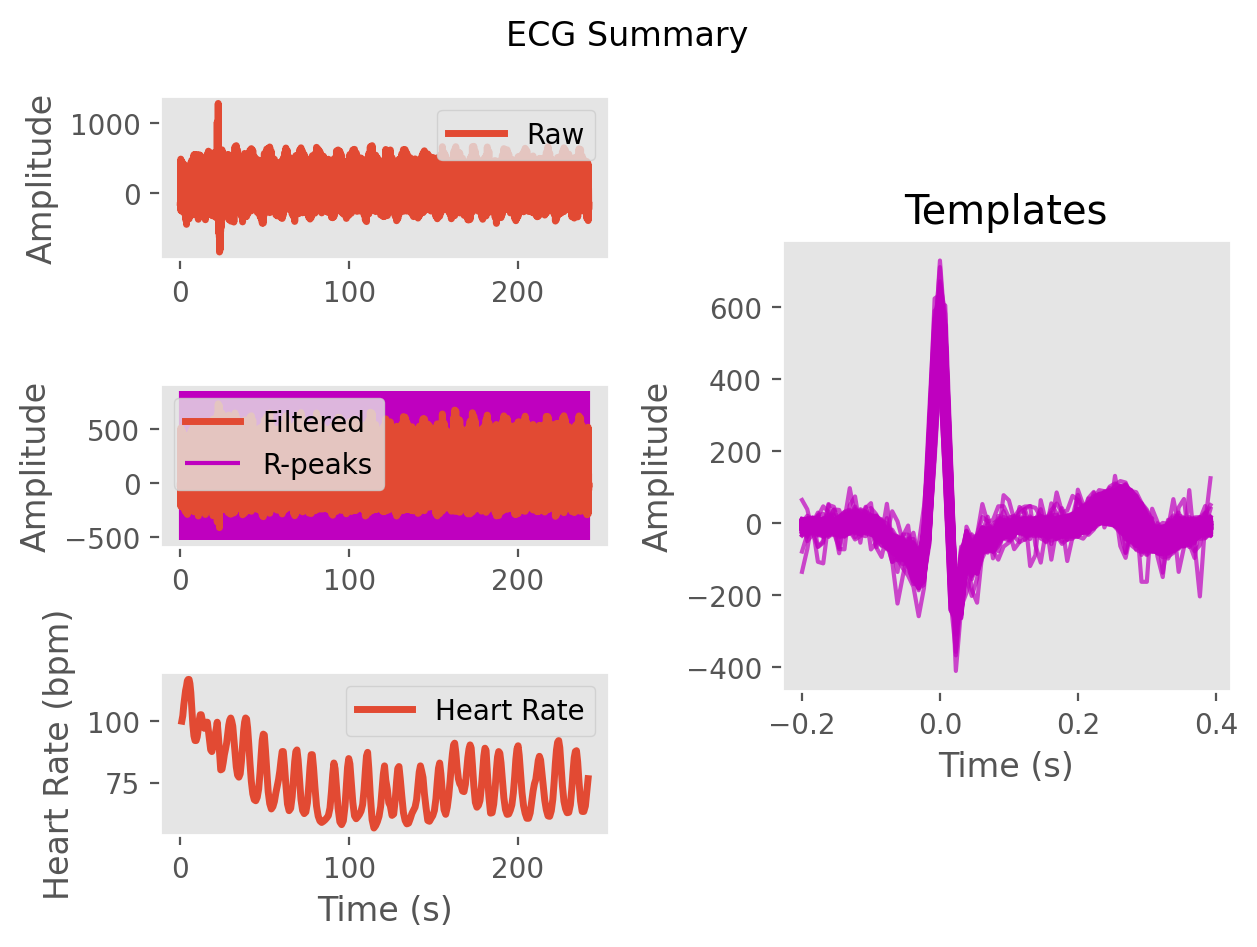 ECG Summary
Amplitude
1000
0
Raw
0 100 200
Amplitude
500
0
−500
Filtered
R-peaks
0 100 200
Heart Rate (bpm)
100
75
Heart Rate
0 100 200
Time (s)
Templates
Amplitude
600
400
200
0
−200
−400
−0.2 0.0 0.2 0.4
Time (s)